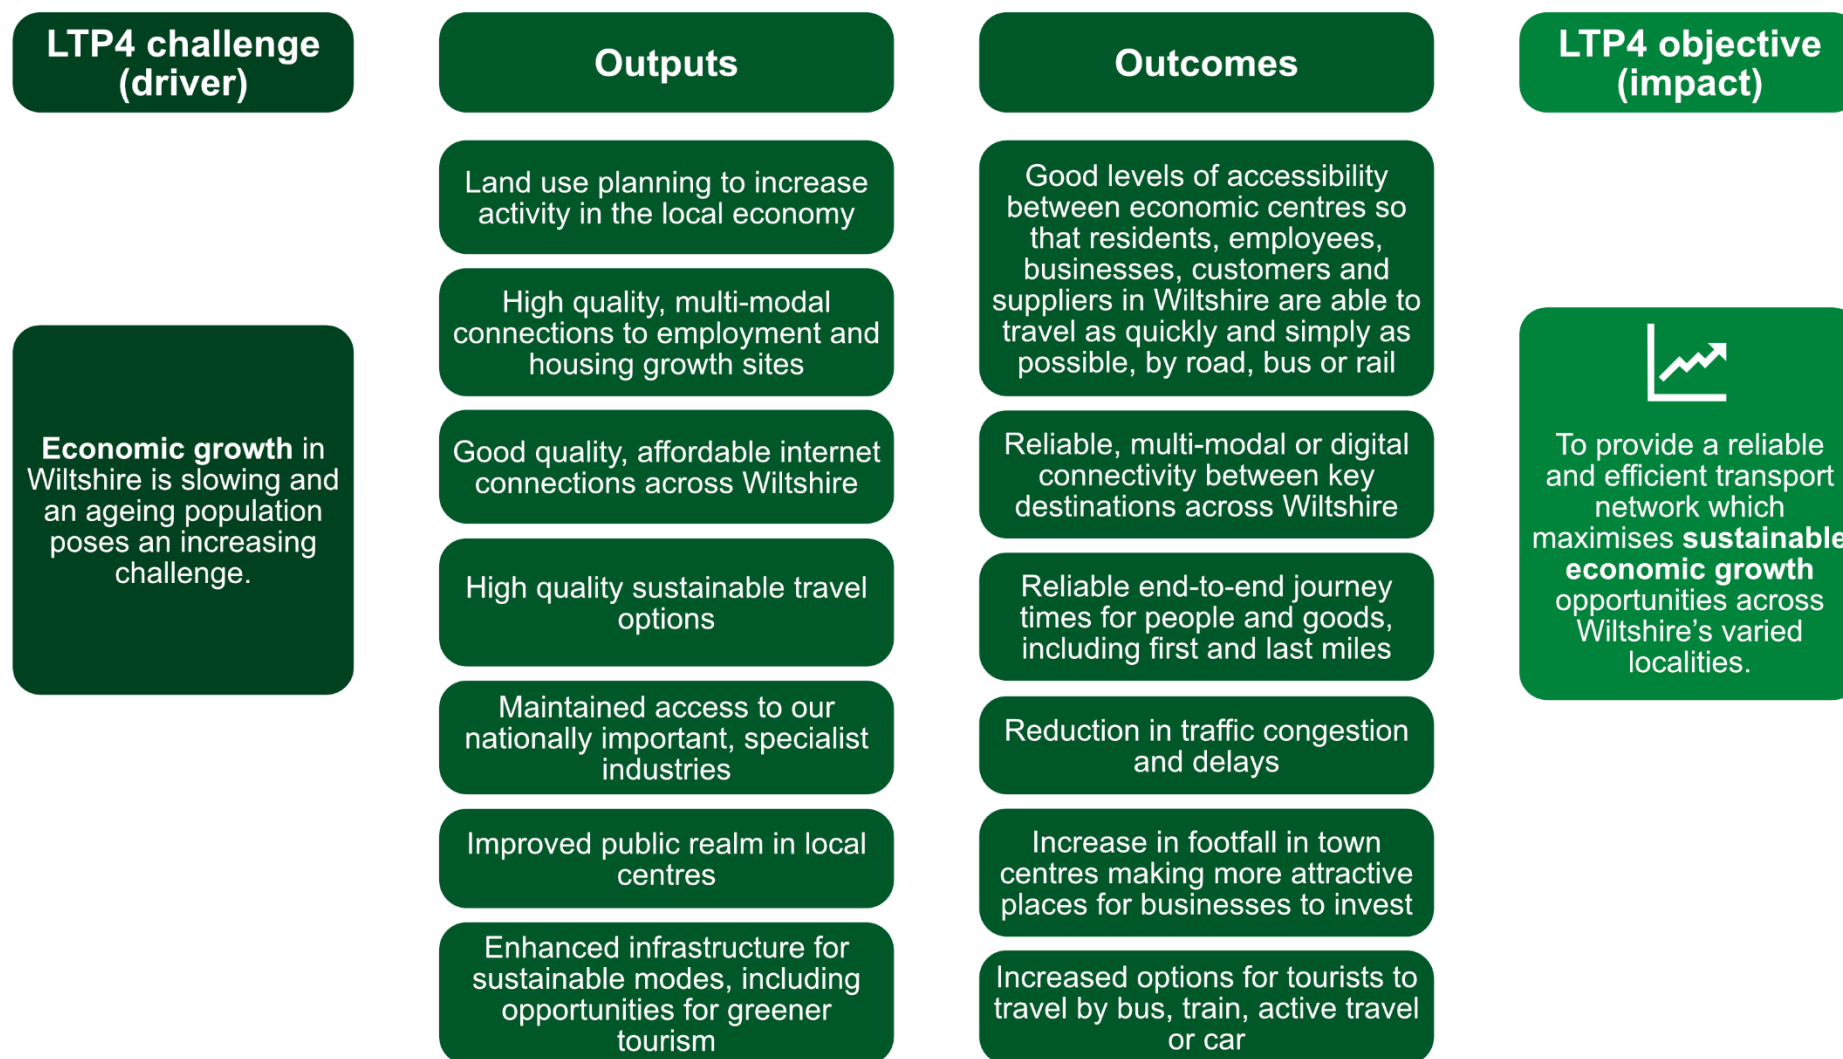 LTP4 challenge
(driver)
Outputs
Outcomes
LTP4 objective
(impact)
Economic growth in
Wiltshire is slowing and
an ageing population
poses an increasing
challenge.
Land use planning to increase
activity in the local economy
High quality, multi-modal
connections to employment and
housing growth sites
Good quality, affordable internet
connections across Wiltshire
High quality sustainable travel
options
Maintained access to our
nationally important, specialist
industries
Improved public realm in local
centres
Enhanced infrastructure for
sustainable modes, including
opportunities for greener
tourism
Good levels of accessibility
between economic centres so
that residents, employees,
businesses, customers and
suppliers in Wiltshire are able to
travel as quickly and simply as
possible, by road, bus or rail
Reliable, multi-modal or digital
connectivity between key
destinations across Wiltshire
Reliable end-to-end journey
times for people and goods,
including first and last miles
Reduction in traffic congestion
and delays
Increase in footfall in town
centres making more attractive
places for businesses to invest
Increased options for tourists to
travel by bus, train, active travel
or car
To provide a reliable
and efficient transport
network which
maximises sustainable
economic growth
opportunities across
Wiltshire’s varied
localities.